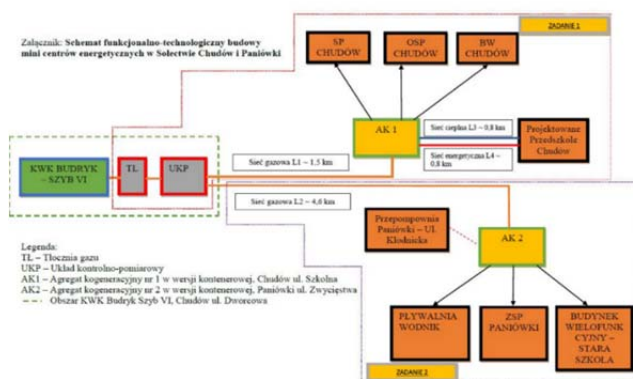 ZADANIE 1
Załącznik: Schemat funkcjonalno-technologiczny budowy
mini centrów energetycznych w Sołectwie Chudów i Paniówki
SP
CHUDÓW
OSP
CHUDÓW
BW
CHUDÓW
AK 1
Sieć cieplna L3 ~ 0,8 km
Sieć energetyczna L4 ~
0,8 km
Projektowane
Przedszkole
Chudów
KWK BUDRYK
– SZYB VI
TŁ
UKP
Sieć gazowa L1 ~ 1,5 km
Sieć gazowa L2 ~ 4,6 km
Przepompownia
Paniówki – Ul.
Kłodnicka
AK 2
Legenda:
TŁ – Tłocznia gazu
UKP – Układ kontrolno-pomiarowy
AK1 – Agregat kogeneracyjny nr 1 w wersji kontenerowej, Chudów ul. Szkolna
AK2 – Agregat kogeneracyjny nr 2 w wersji kontenerowej, Paniówki ul. Zwycięstwa
Obszar KWK Budryk Szyb VI, Chudów ul. Dworcowa
PŁYWALNIA
WODNIK
ZSP
PANIÓWKI
BUDYNEK
WIELOFUNK
CYJNY –
STARA
SZKOŁA
ZADANIE 2